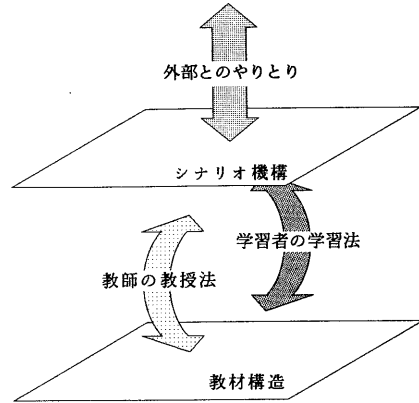 外部とのやりとり
シナリオ機構
学習者の学習法
教師の教授法
教材構造